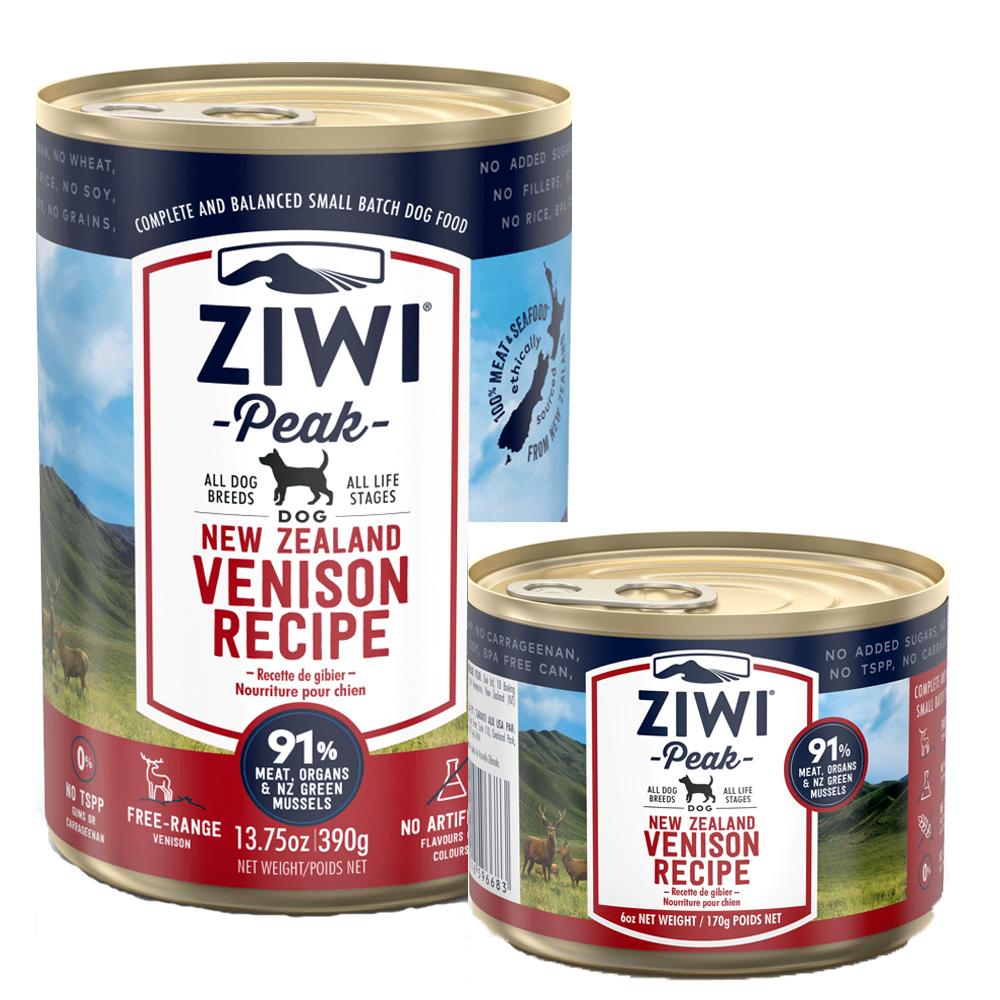 NO WHEAT,
NO SOY,
NO GRAINS,
COMPLETE AND BALANCED SMALL BATCH DOG FOOD
NO ADDED
NO FILLERS,
NO RICE,
ZIWI®
-Peak-
ALL DOG BREEDS
ALL LIFE STAGES
DOG
NEW ZEALAND
VENISON
RECIPE
– Recette de gibier –
Nourriture pour chien
91%
MEAT, ORGANS
& NZ GREEN
MUSSELS
0%
NO TSPP
GUMS OR
CARRAGEENAN
FREE-RANGE
VENISON
13.75oz | 390g
NET WEIGHT/POIDS NET
NO
FLAVOURS
COLOURS
100% MEAT & SEAFOOD
ethically
sourced
FROM NEW ZEALAND
NO CARRAGEENAN,
BPA FREE CAN,
NO ADDED SUGARS,
NO TSPP, NO
ZIWI®
-Peak-
ALL DOG BREEDS
ALL LIFE STAGES
DOG
NEW ZEALAND
VENISON
RECIPE
– Recette de gibier –
Nourriture pour chien
6oz NET WEIGHT / 170g POIDS NET
91%
MEAT, ORGANS
& NZ GREEN
MUSSELS
SMALL
0%